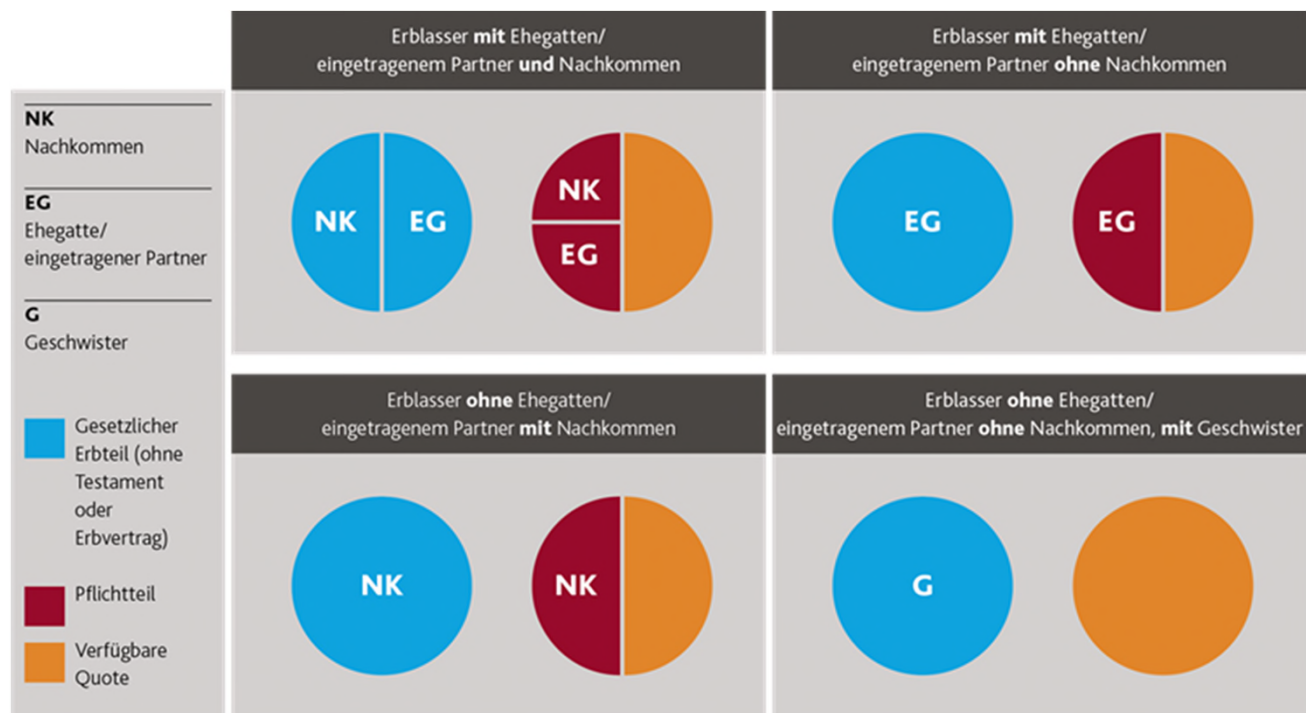 Erblasser mit Ehegatten/
eingetragenem Partner und Nachkommen
Erblasser mit Ehegatten/
eingetragenem Partner ohne Nachkommen
NK
Nachkommen
EG
Ehegatte/
eingetragener Partner
G
Geschwister
Gesetzlicher
Erbteil (ohne
Testament
oder
Erbvertrag)
Pflichtteil
Verfügbare
Quote
NK EG
NK
EG
EG
EG
Erblasser ohne Ehegatten/
eingetragenem Partner mit Nachkommen
Erblasser ohne Ehegatten/
eingetragenem Partner ohne Nachkommen, mit Geschwister
NK
NK
G